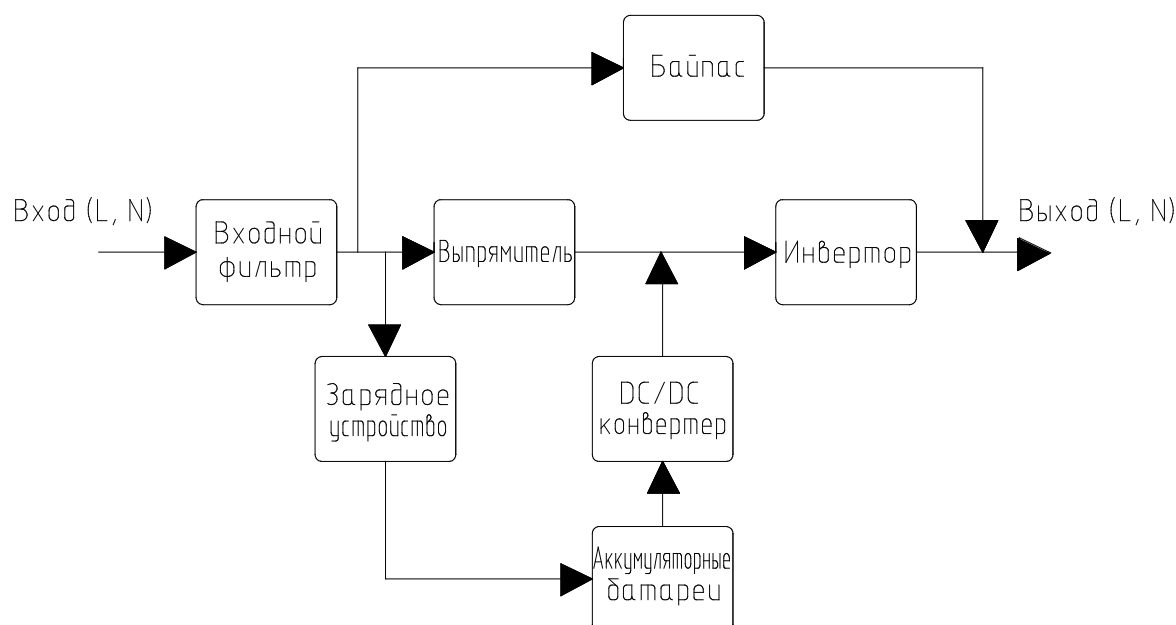 Байпас
Вход (L, N)
Входной
фильтр
Выпрямитель
Инвертор
Выход (L, N)
Зарядное
устройство
DC/DC
конвертер
Аккумуляторные
батареи